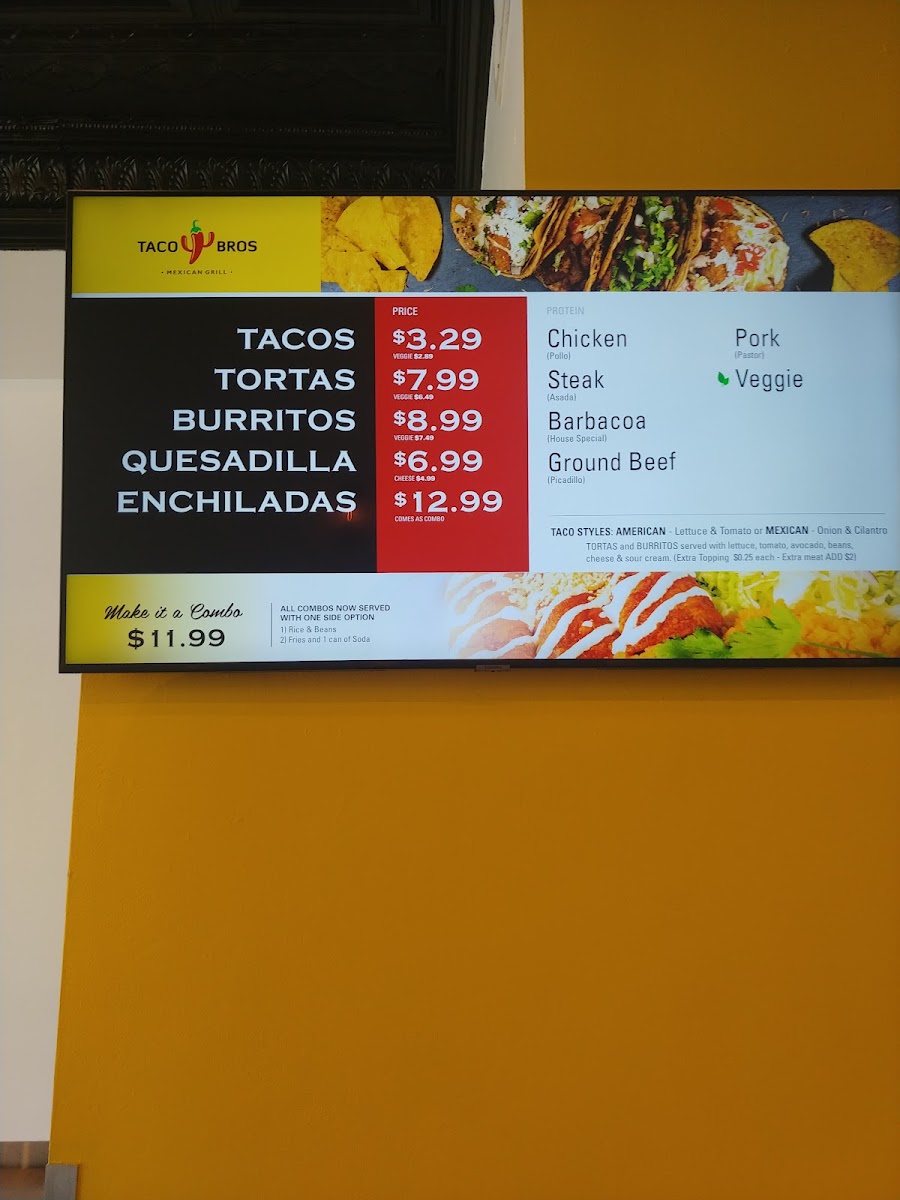 TACO BROS
• MEXICAN GRILL •
PRICE
TACOS $3.29
VEGGIE $2.89
TORTAS $7.99
VEGGIE $6.49
BURRITOS $8.99
VEGGIE $7.49
QUESADILLA $6.99
CHEESE $4.99
ENCHILADAS $12.99
COMES AS COMBO
PROTEIN
Chicken
(Pollo)
Steak
(Asada)
Barbacoa
(House Special)
Ground Beef
(Picadillo)
Pork
(Pastor)
Veggie
TACO STYLES: AMERICAN - Lettuce & Tomato or MEXICAN - Onion & Cilantro
TORTAS and BURRITOS served with lettuce, tomato, avocado, beans,
cheese & sour cream. (Extra Topping $0.25 each - Extra meat ADD $2)
Make it a Combo
$11.99
ALL COMBOS NOW SERVED
WITH ONE SIDE OPTION
1) Rice & Beans
2) Fries and 1 can of Soda